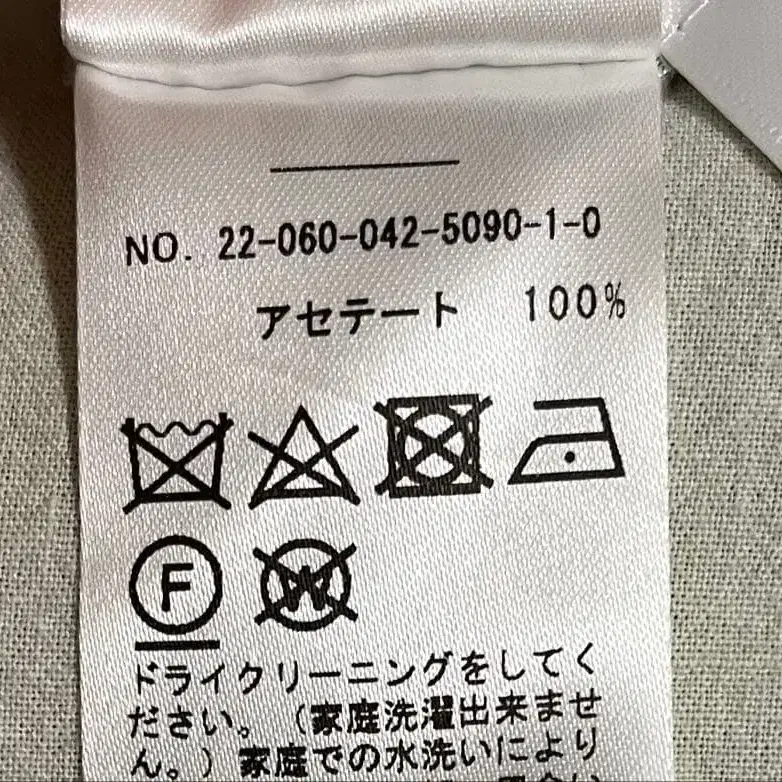 NO. 22-060-042-5090-1-0
アセテート 100%
F W
ドライクリーニングをしてく
ださい。（家庭洗濯出来ませ
ん。）家庭での水洗いにより